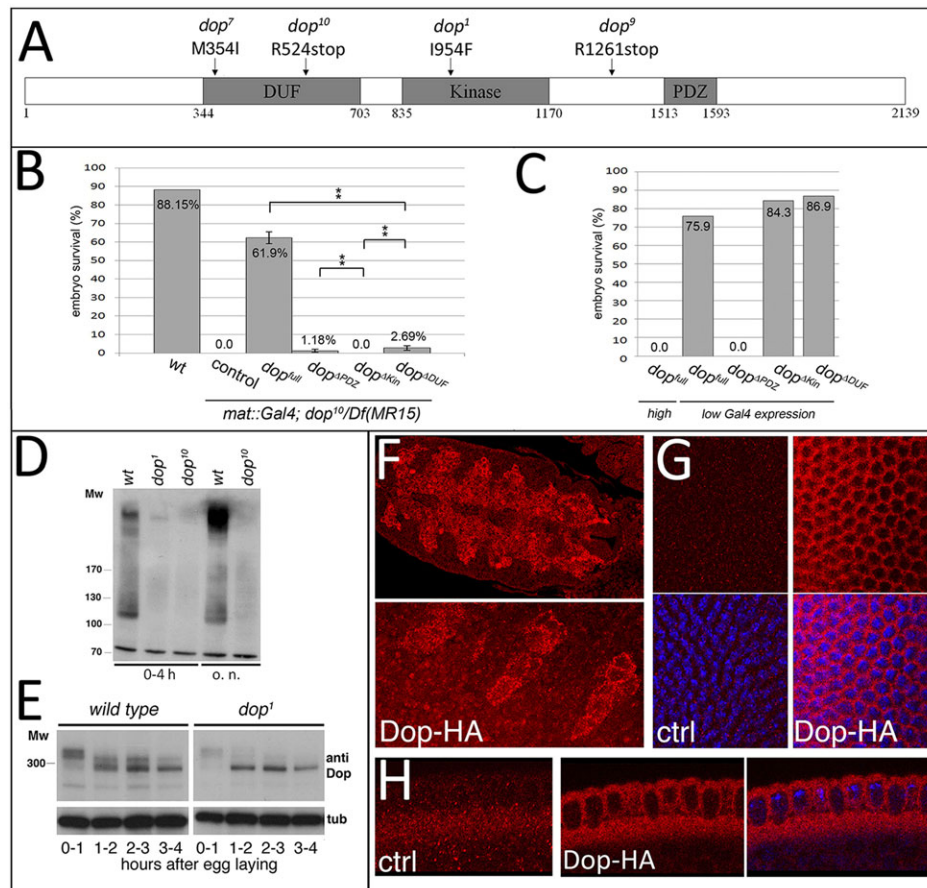 A
dop7 dop10 dop1 dop9
M354I R524stop I954F R1261stop
DUF Kinase PDZ
1 344 703 835 1170 1513 1593 2139
B
embryo survival (%)
100
90
80
70
60
50
40
30
20
10
0
88.15%
0.0
61.9%
1.18%
0.0
2.69%
**
**
**
wt control dopfull dopΔPDZ dopΔKin dopΔDUF
mat::Gal4; dop10/Df(MR15)
C
embryo survival (%)
100
90
80
70
60
50
40
30
20
10
0
0.0
75.9
0.0
84.3
86.9
dopfull dopfull dopΔPDZ dopΔKin dopΔDUF
high low Gal4 expression
D
wt dop1 dop10 wt dop10
Mw
170
130
100
70
0-4 h o. n.
E
wild type dop1
Mw
300
anti
Dop
tub
0-1 1-2 2-3 3-4 0-1 1-2 2-3 3-4
hours after egg laying
F
Dop-HA
G
ctrl Dop-HA
H
ctrl Dop-HA